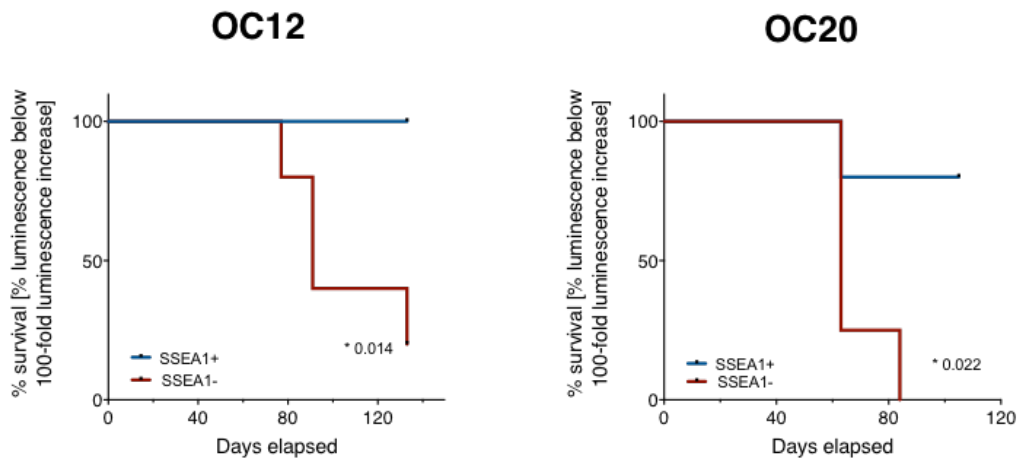 OC12
% survival [% luminescence below
100-fold luminescence increase]
100
50
0
SSEA1+
SSEA1-
* 0.014
0
40
80
120
Days elapsed
OC20
% survival [% luminescence below
100-fold luminescence increase]
100
50
0
SSEA1+
SSEA1-
* 0.022
0
40
80
120
Days elapsed